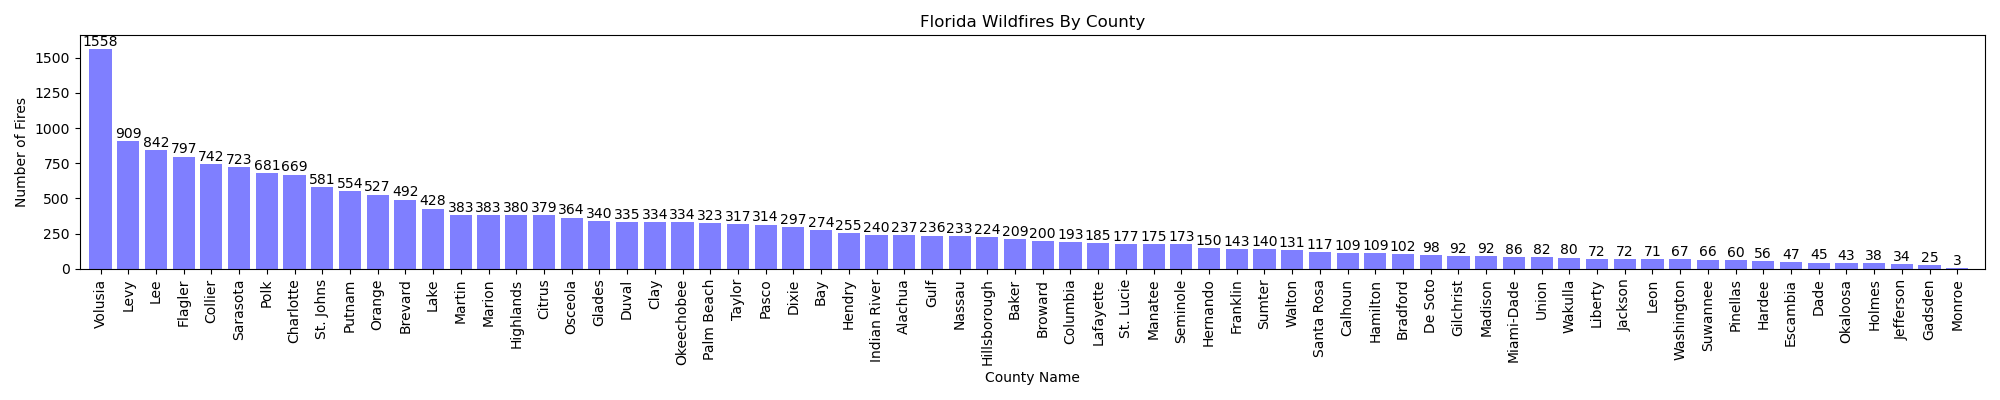 Florida Wildfires By County
Number of Fires
1500
1250
1000
750
500
250
0
1558
909
842
797
742
723
681
669
581
554
527
492
428
383
383
380
379
364
340
335
334
334
323
317
314
297
274
255
240
237
236
233
224
209
200
193
185
177
175
173
150
143
140
131
117
109
109
102
98
92
92
86
82
80
72
72
71
67
66
60
56
47
45
43
38
34
25
3
Volusia
Levy
Lee
Flagler
Collier
Sarasota
Polk
Charlotte
St. Johns
Putnam
Orange
Brevard
Lake
Martin
Marion
Highlands
Citrus
Osceola
Glades
Duval
Clay
Okeechobee
Palm Beach
Taylor
Pasco
Dixie
Bay
Hendry
Indian River
Alachua
Gulf
Nassau
Hillsborough
Baker
Broward
Columbia
Lafayette
St. Lucie
Manatee
Seminole
Hernando
Franklin
Sumter
Walton
Santa Rosa
Calhoun
Hamilton
Bradford
De Soto
Gilchrist
Madison
Miami-Dade
Union
Wakulla
Liberty
Jackson
Leon
Washington
Suwannee
Pinellas
Hardee
Escambia
Dade
Okaloosa
Holmes
Jefferson
Gadsden
Monroe
County Name